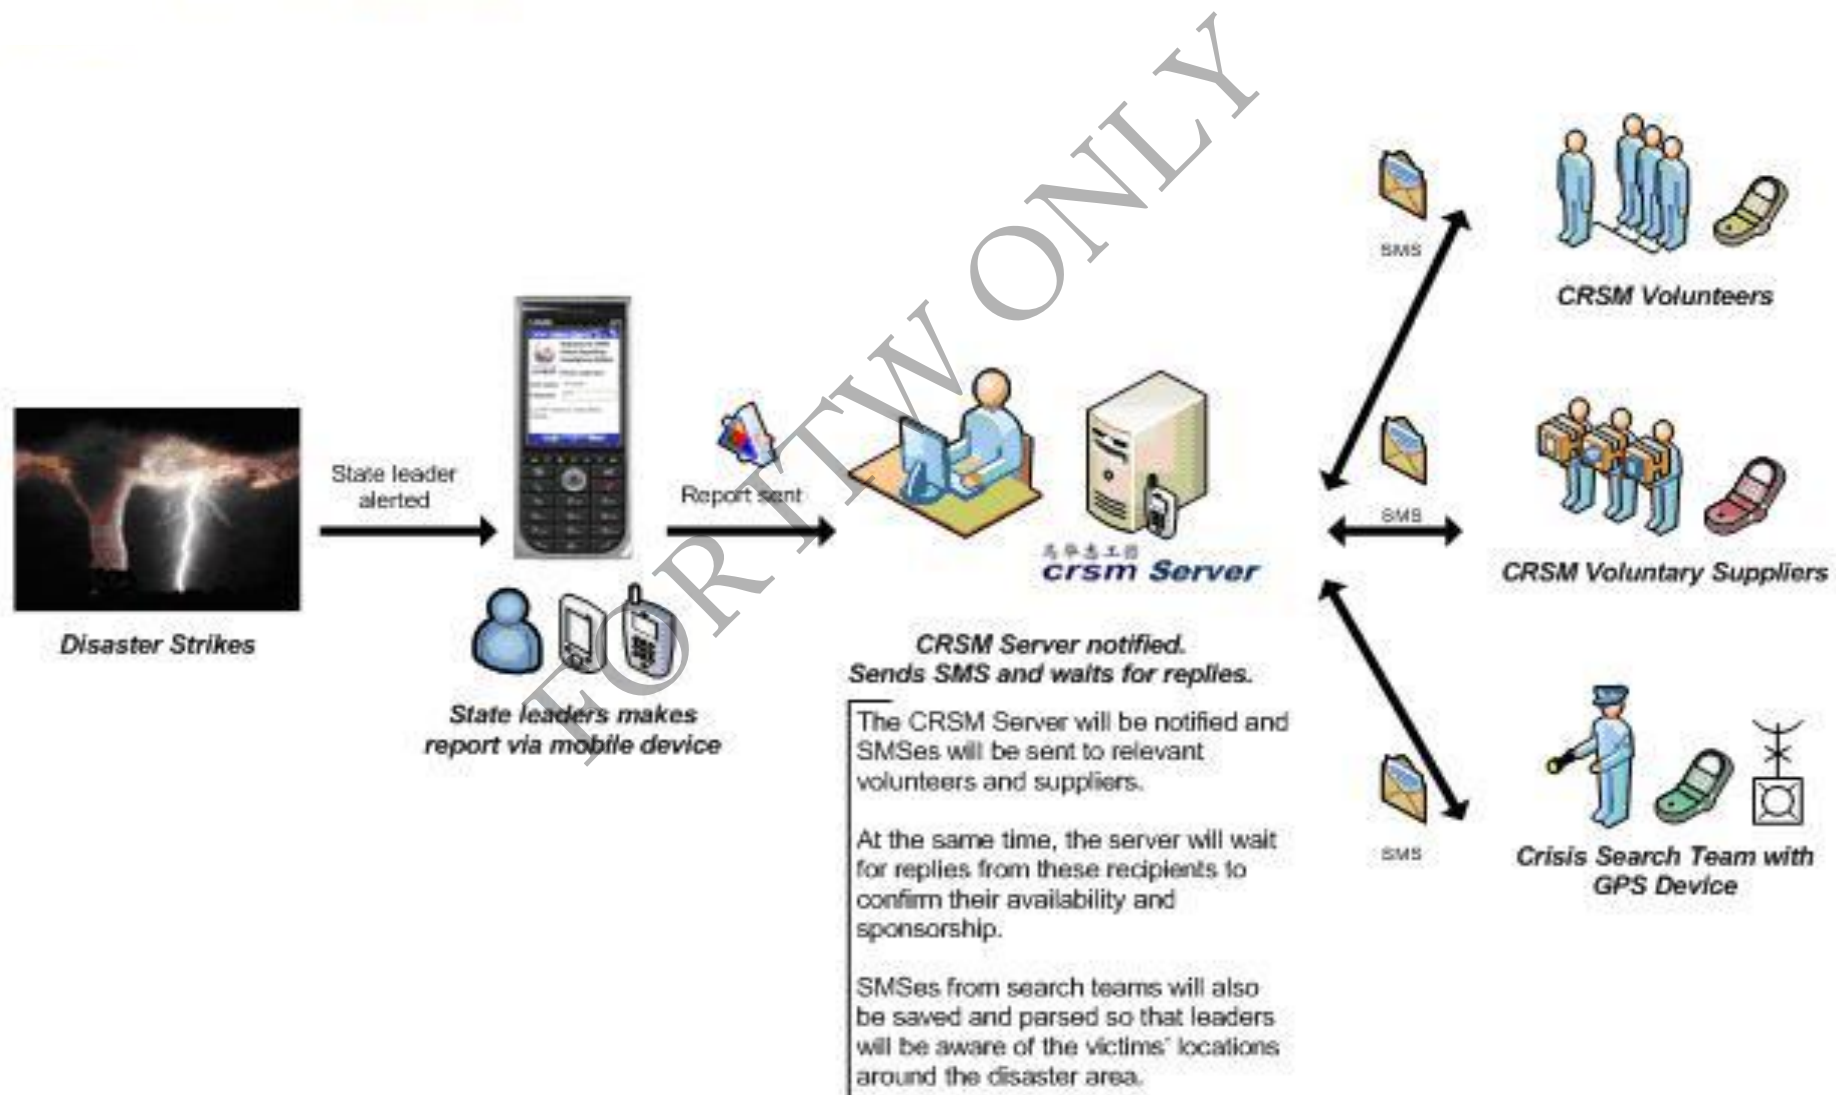 FOR ITW ONLY
State leader
alerted
Report sent
SMS
CRSM Volunteers
SMS
CRSM Voluntary Suppliers
crsm Server
Disaster Strikes
State leaders makes
report via mobile device
CRSM Server notified.
Sends SMS and waits for replies.
The CRSM Server will be notified and
SMSes will be sent to relevant
volunteers and suppliers.
At the same time, the server will wait
for replies from these recipients to
confirm their availability and
sponsorship.
SMSes from search teams will also
be saved and parsed so that leaders
will be aware of the victims' locations
around the disaster area.
SMS
Crisis Search Team with
GPS Device